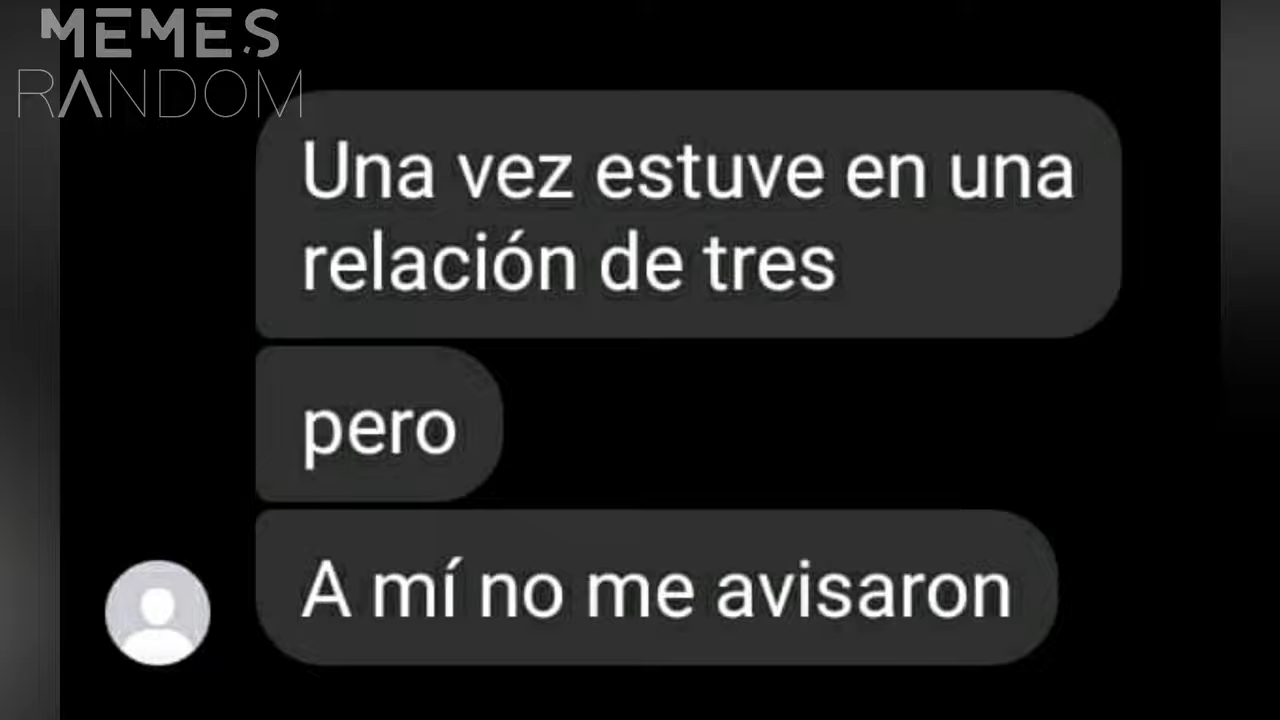 MEMES
RANDOM
Una vez estuve en una
relación de tres
pero
A mí no me avisaron